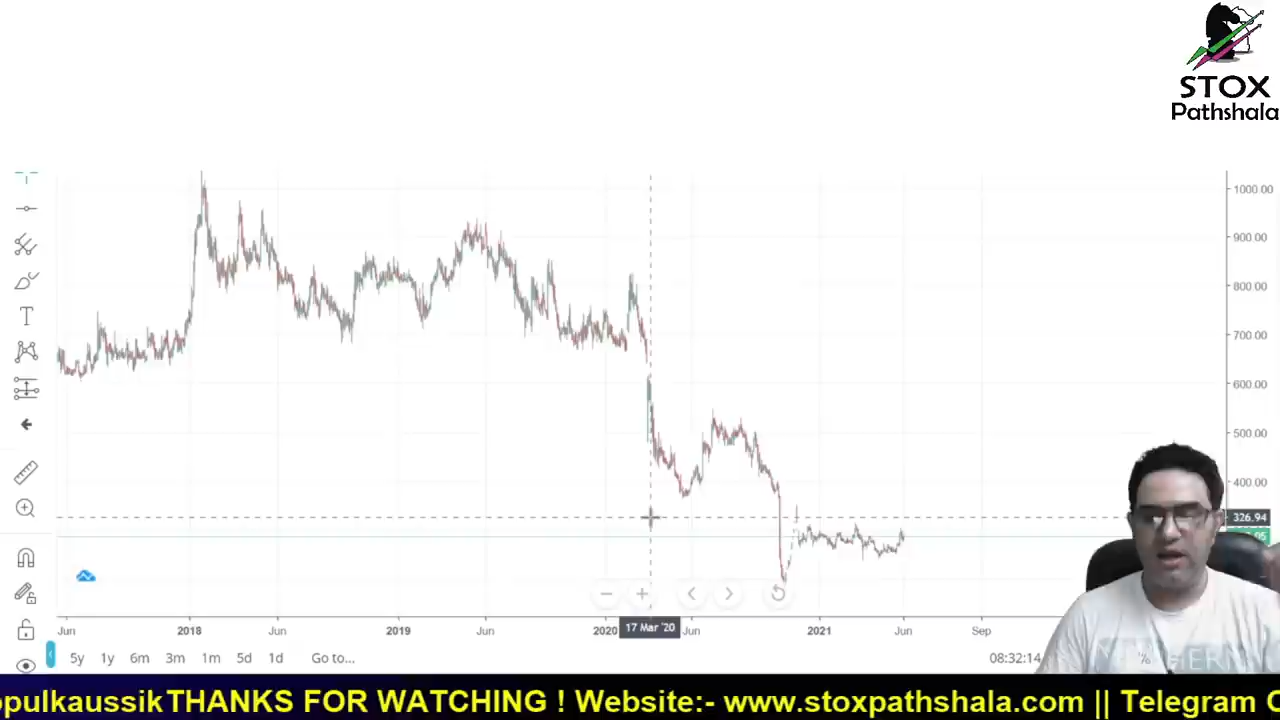 STOX
Pathshala
1000.00
900.00
800.00
700.00
600.00
500.00
400.00
326.94
T
Jun
2018
Jun
2019
Jun
2020
17 Mar '20
Jun
2021
Jun
Sep
5y 1y 6m 3m 1m 5d 1d Go to...
08:32:14
%
opulkaussikTHANKS FOR WATCHING ! Website:- www.stoxpathshala.com || Telegram C